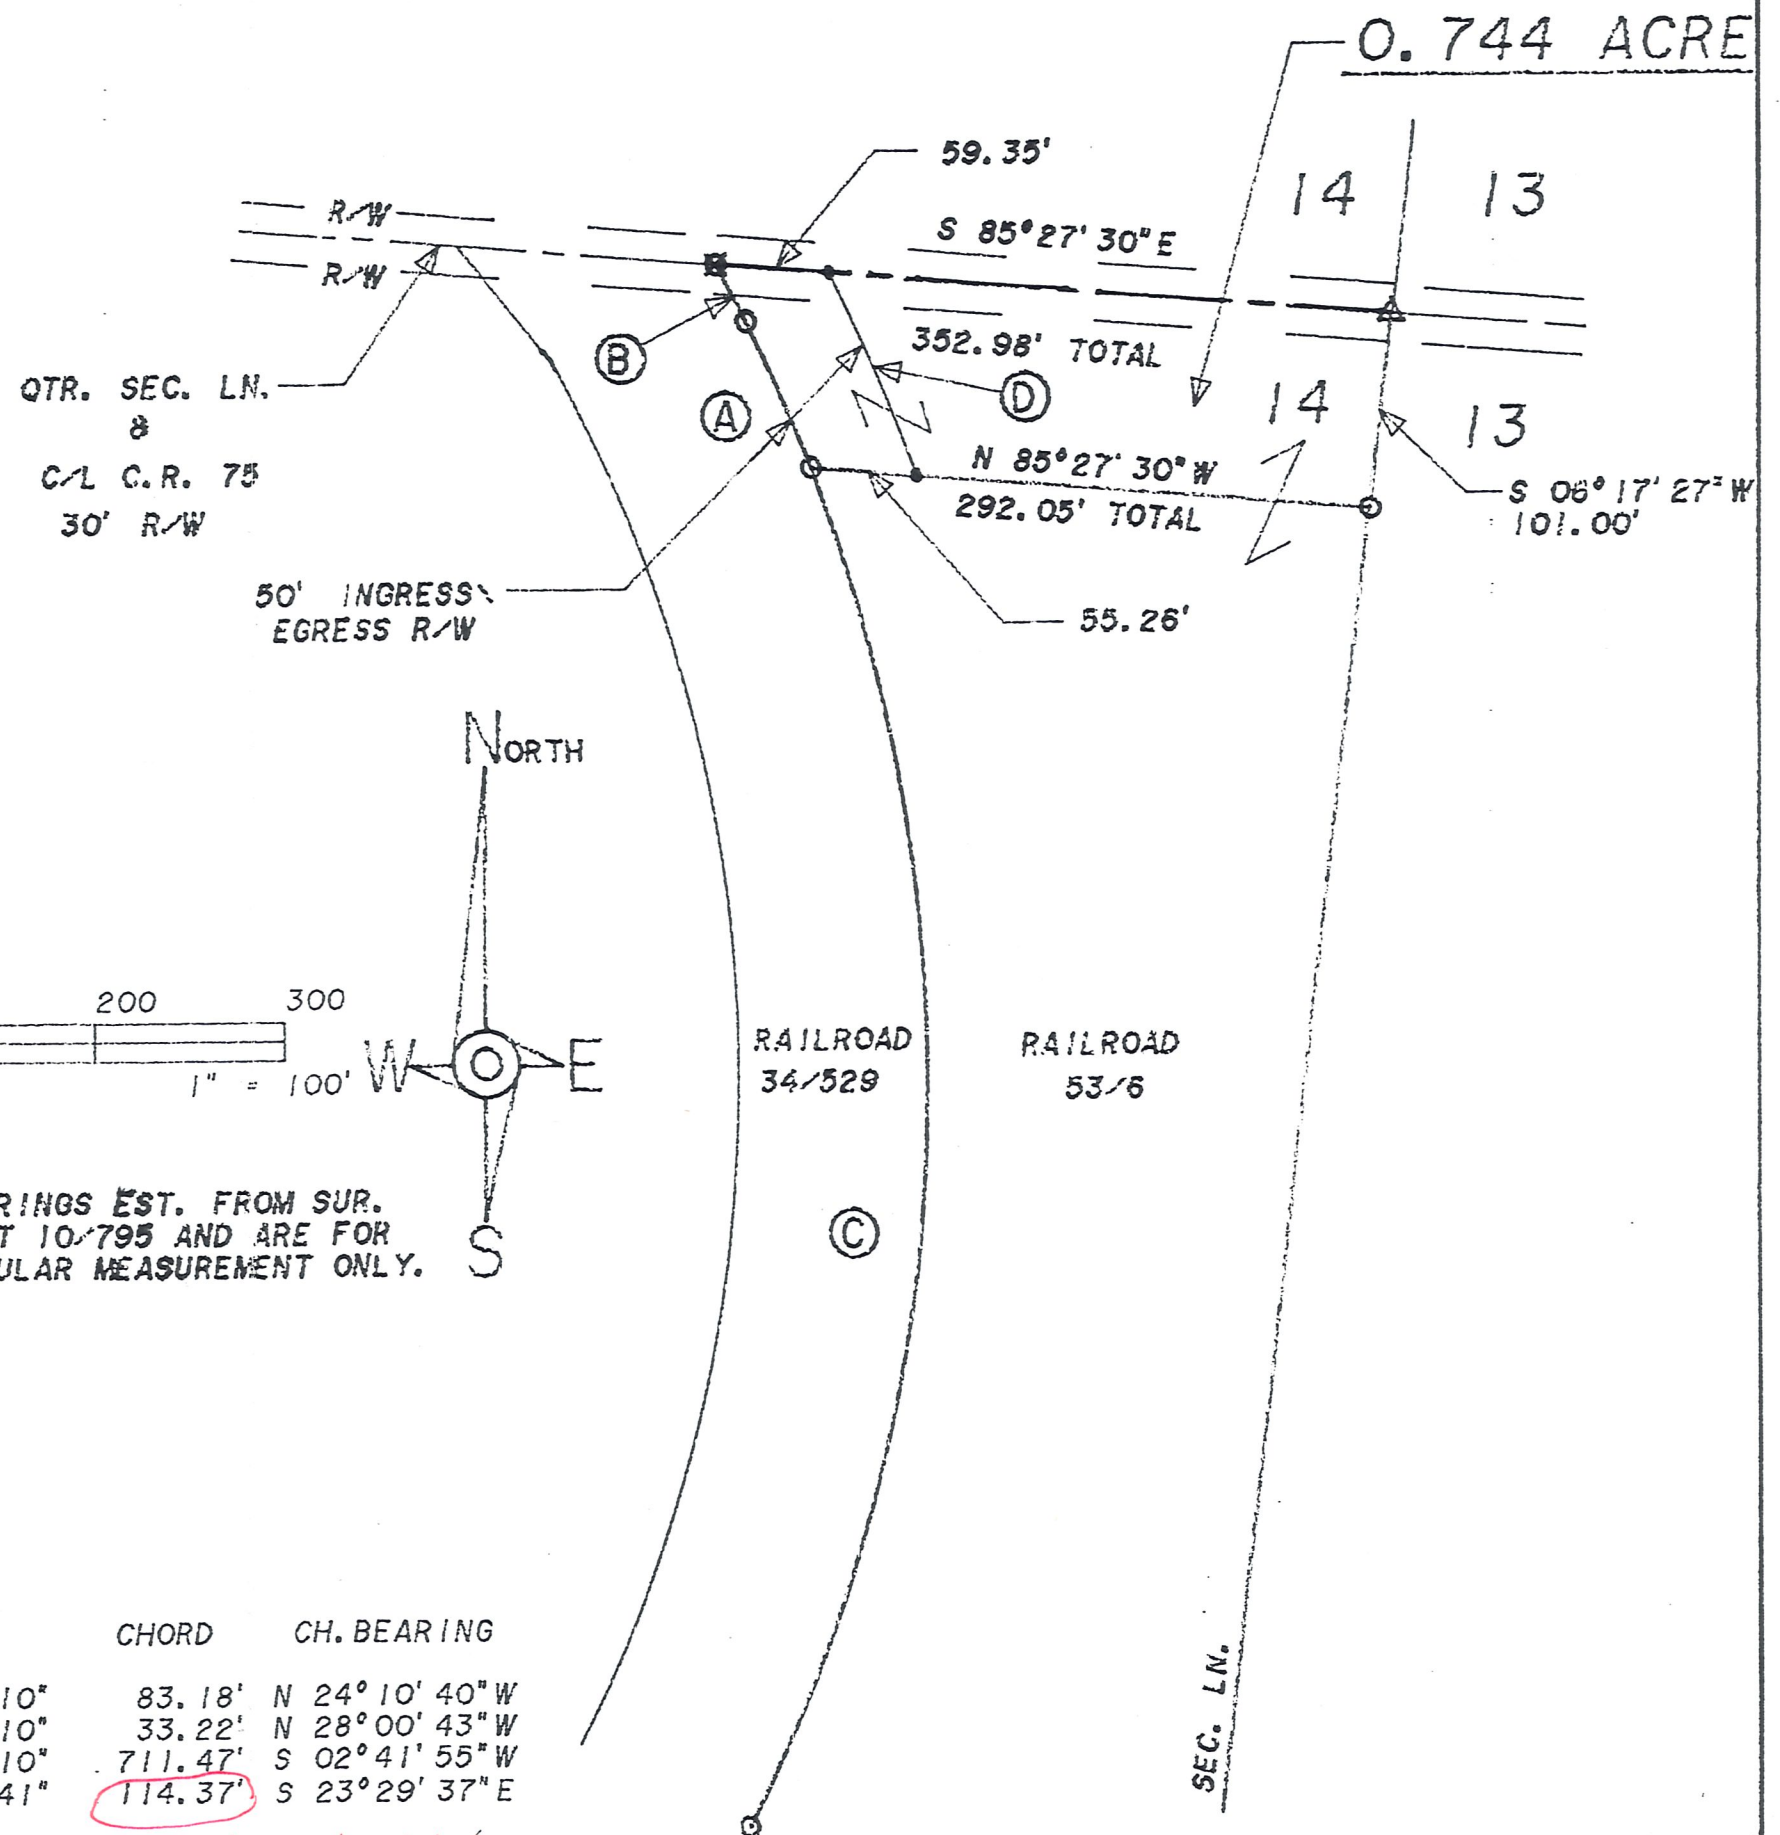 0.744 ACRE
59.35'
14
13
R/W
S 85°27'30"E
R/W
B
352.98' TOTAL
D
QTR. SEC. LN.
&
C/L C.R. 75
30' R/W
A
14
13
N 85°27'30"W
292.05' TOTAL
S 06°17'27"W
101.00'
50' INGRESS\
EGRESS R/W
55.26'
NORTH
200
300
W
E
1" = 100'
RAILROAD
34/529
RAILROAD
53/6
RINGS EST. FROM SUR.
T 10/795 AND ARE FOR
ULAR MEASUREMENT ONLY.
S
C
CHORD CH. BEARING
10" 83.18' N 24°10'40"W
10" 33.22' N 28°00'43"W
10" 711.47' S 02°41'55"W
41" 114.37' S 23°29'37"E
SEC. LN.